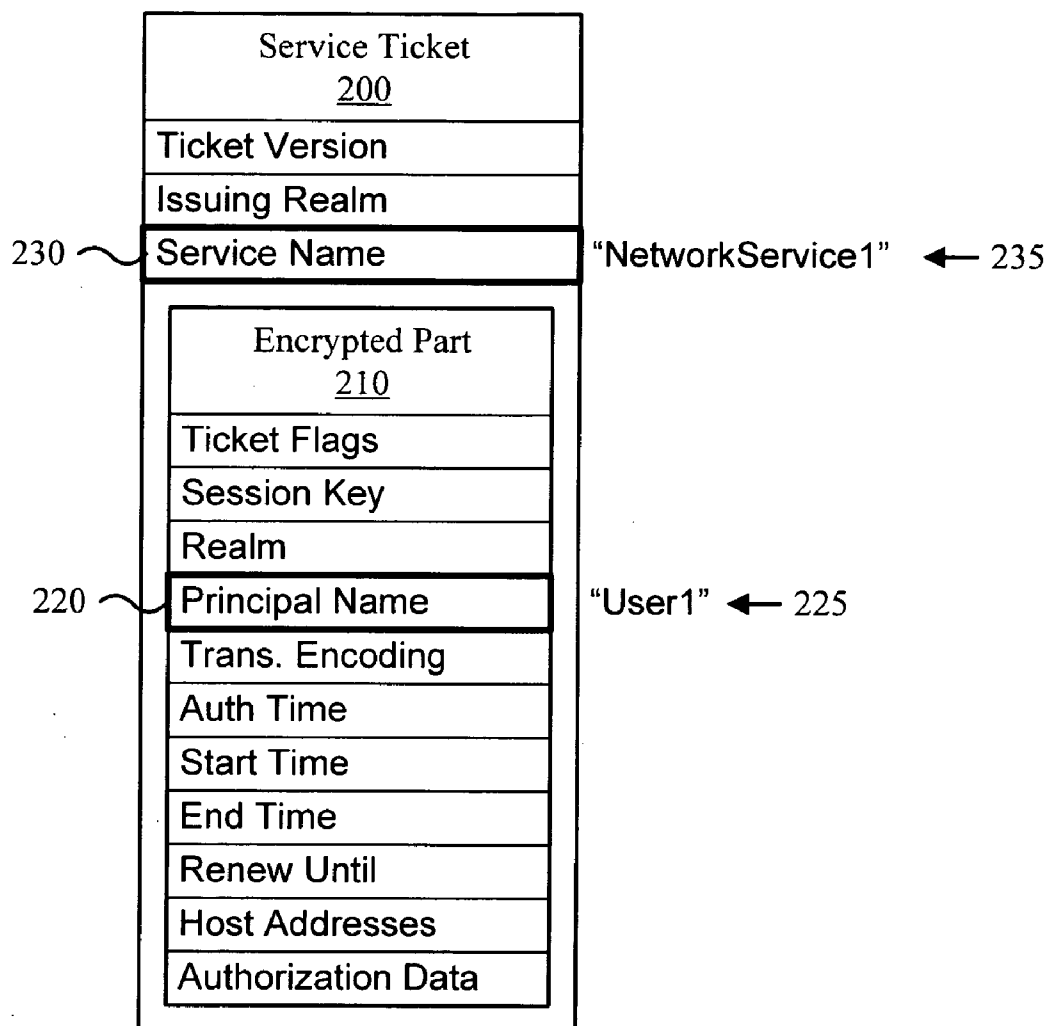 Service Ticket
200
Ticket Version
Issuing Realm
230 Service Name “NetworkService1” 235
Encrypted Part
210
Ticket Flags
Session Key
Realm
220 Principal Name “User1” 225
Trans. Encoding
Auth Time
Start Time
End Time
Renew Until
Host Addresses
Authorization Data